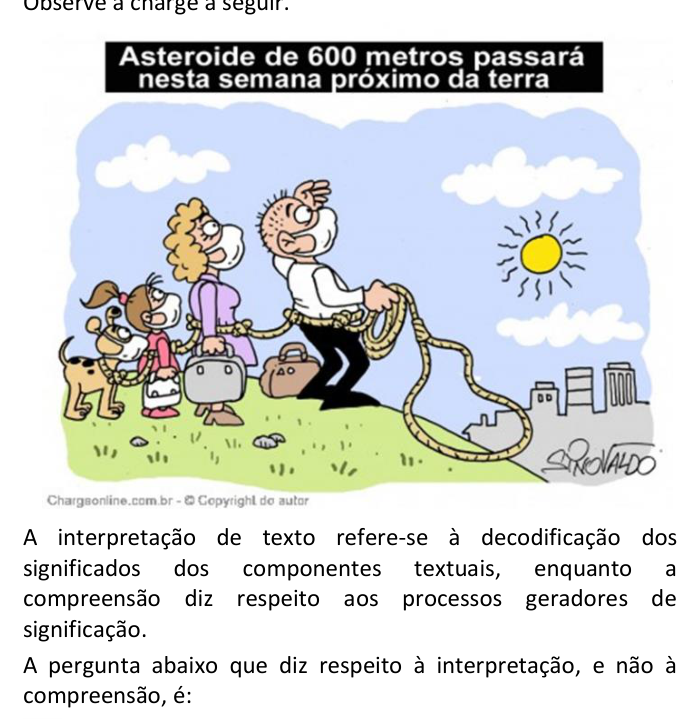 Observe a charge a seguir.
Asteroide de 600 metros passará
nesta semana próximo da terra
SINOVALDO
Chargeonline.com.br - © Copyright do autor
A interpretação de texto refere-se à decodificação dos
significados dos componentes textuais, enquanto a
compreensão diz respeito aos processos geradores de
significação.
A pergunta abaixo que diz respeito à interpretação, e não à
compreensão, é: